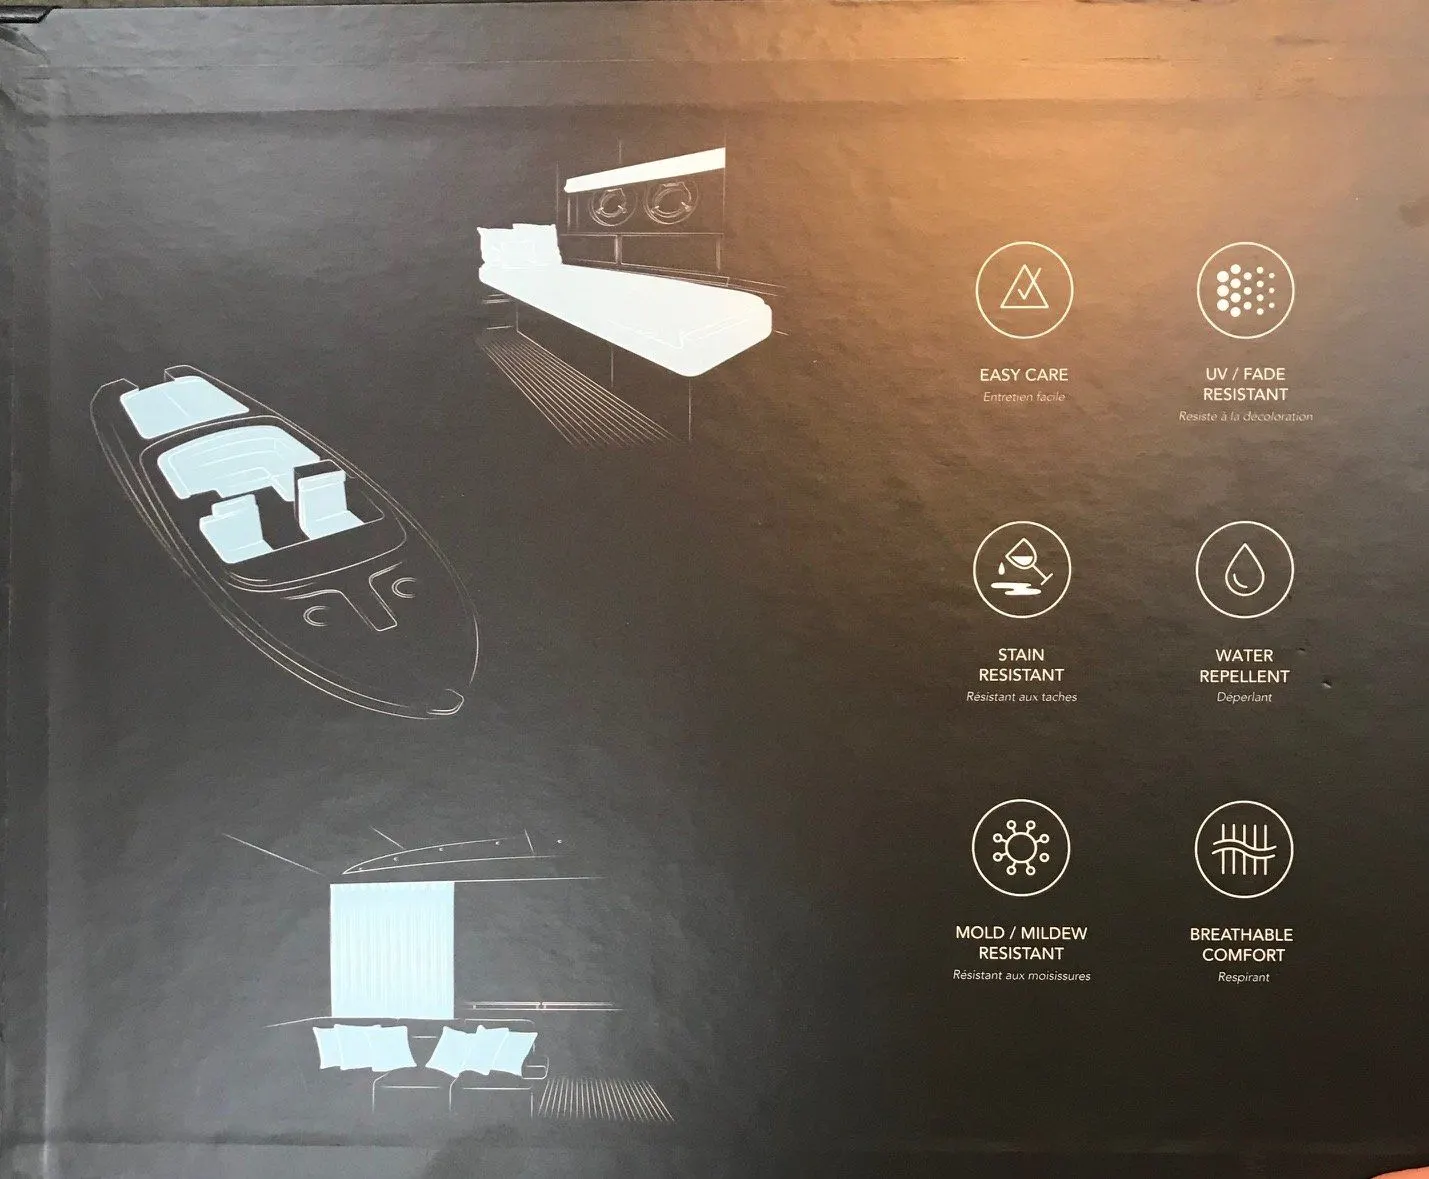 EASY CARE
Entretien facile
UV / FADE
RESISTANT
Resiste à la décoloration
STAIN
RESISTANT
Résistant aux taches
WATER
REPELLENT
Déperlant
MOLD / MILDEW
RESISTANT
Résistant aux moisissures
BREATHABLE
COMFORT
Respirant